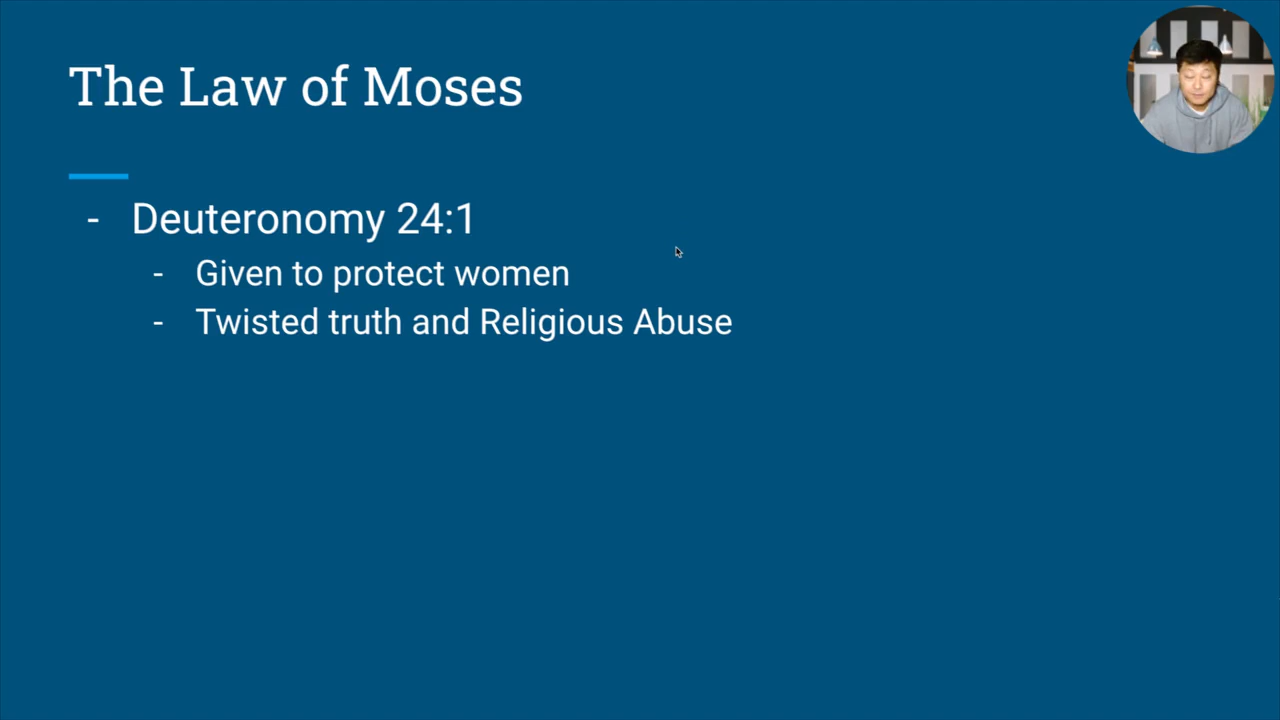 The Law of Moses
- Deuteronomy 24:1
- Given to protect women
- Twisted truth and Religious Abuse